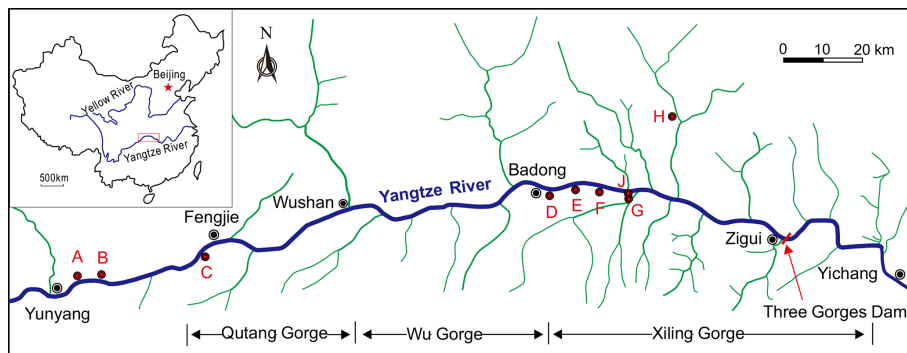 Beijing
Yellow River
Yangtze River
500km
N
0 10 20 km
H
Badong
J
Yangtze River
Wushan
D
E
F
G
Fengjie
Zigui
A
B
C
Yichang
Yunyang
Three Gorges Dam
Qutang Gorge
Wu Gorge
Xiling Gorge